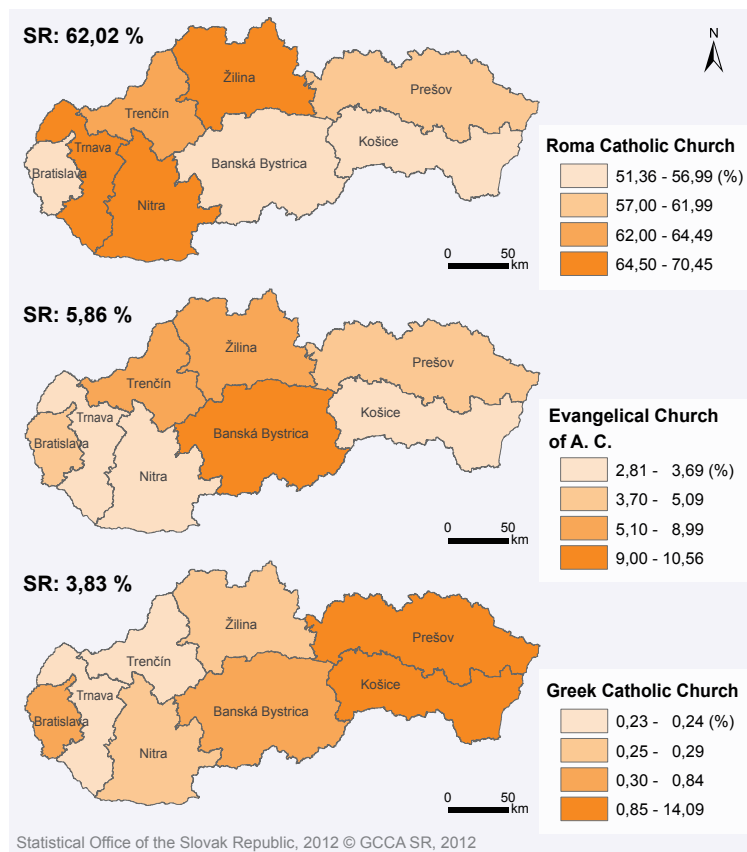 SR: 62,02 %
N
Žilina
Prešov
Trenčín
Košice
Trnava
Banská Bystrica
Bratislava
Nitra
0 50
km
Roma Catholic Church
51,36 - 56,99 (%)
57,00 - 61,99
62,00 - 64,49
64,50 - 70,45
SR: 5,86 %
Žilina
Prešov
Trenčín
Košice
Trnava
Banská Bystrica
Bratislava
Nitra
0 50
km
Evangelical Church
of A. C.
2,81 - 3,69 (%)
3,70 - 5,09
5,10 - 8,99
9,00 - 10,56
SR: 3,83 %
Žilina
Prešov
Trenčín
Košice
Trnava
Banská Bystrica
Bratislava
Nitra
0 50
km
Greek Catholic Church
0,23 - 0,24 (%)
0,25 - 0,29
0,30 - 0,84
0,85 - 14,09
Statistical Office of the Slovak Republic, 2012 © GCCA SR, 2012